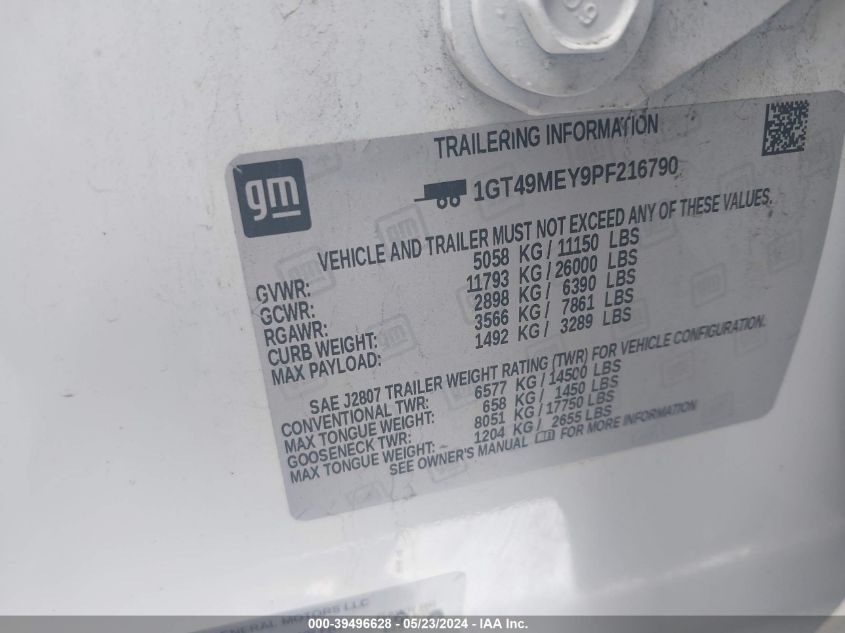 TRAILERING INFORMATION
gm
1GT49MEY9PF216790
VEHICLE AND TRAILER MUST NOT EXCEED ANY OF THESE VALUES.
GVWR: 5058 KG/ 11150 LBS
GCWR: 11793 KG/ 26000 LBS
RGAWR: 2898 KG/ 6390 LBS
CURB WEIGHT: 3566 KG/ 7861 LBS
MAX PAYLOAD: 1492 KG/ 3289 LBS
SAE J2807 TRAILER WEIGHT RATING (TWR) FOR VEHICLE CONFIGURATION.
CONVENTIONAL TWR: 6577 KG/ 14500 LBS
MAX TONGUE WEIGHT: 658 KG/ 1450 LBS
GOOSENECK TWR: 8051 KG/ 17750 LBS
MAX TONGUE WEIGHT: 1204 KG/ 2655 LBS
SEE OWNER'S MANUAL FOR MORE INFORMATION
GENERAL MOTORS LLC
000-39496628 - 05/23/2024 - IAAI Inc.